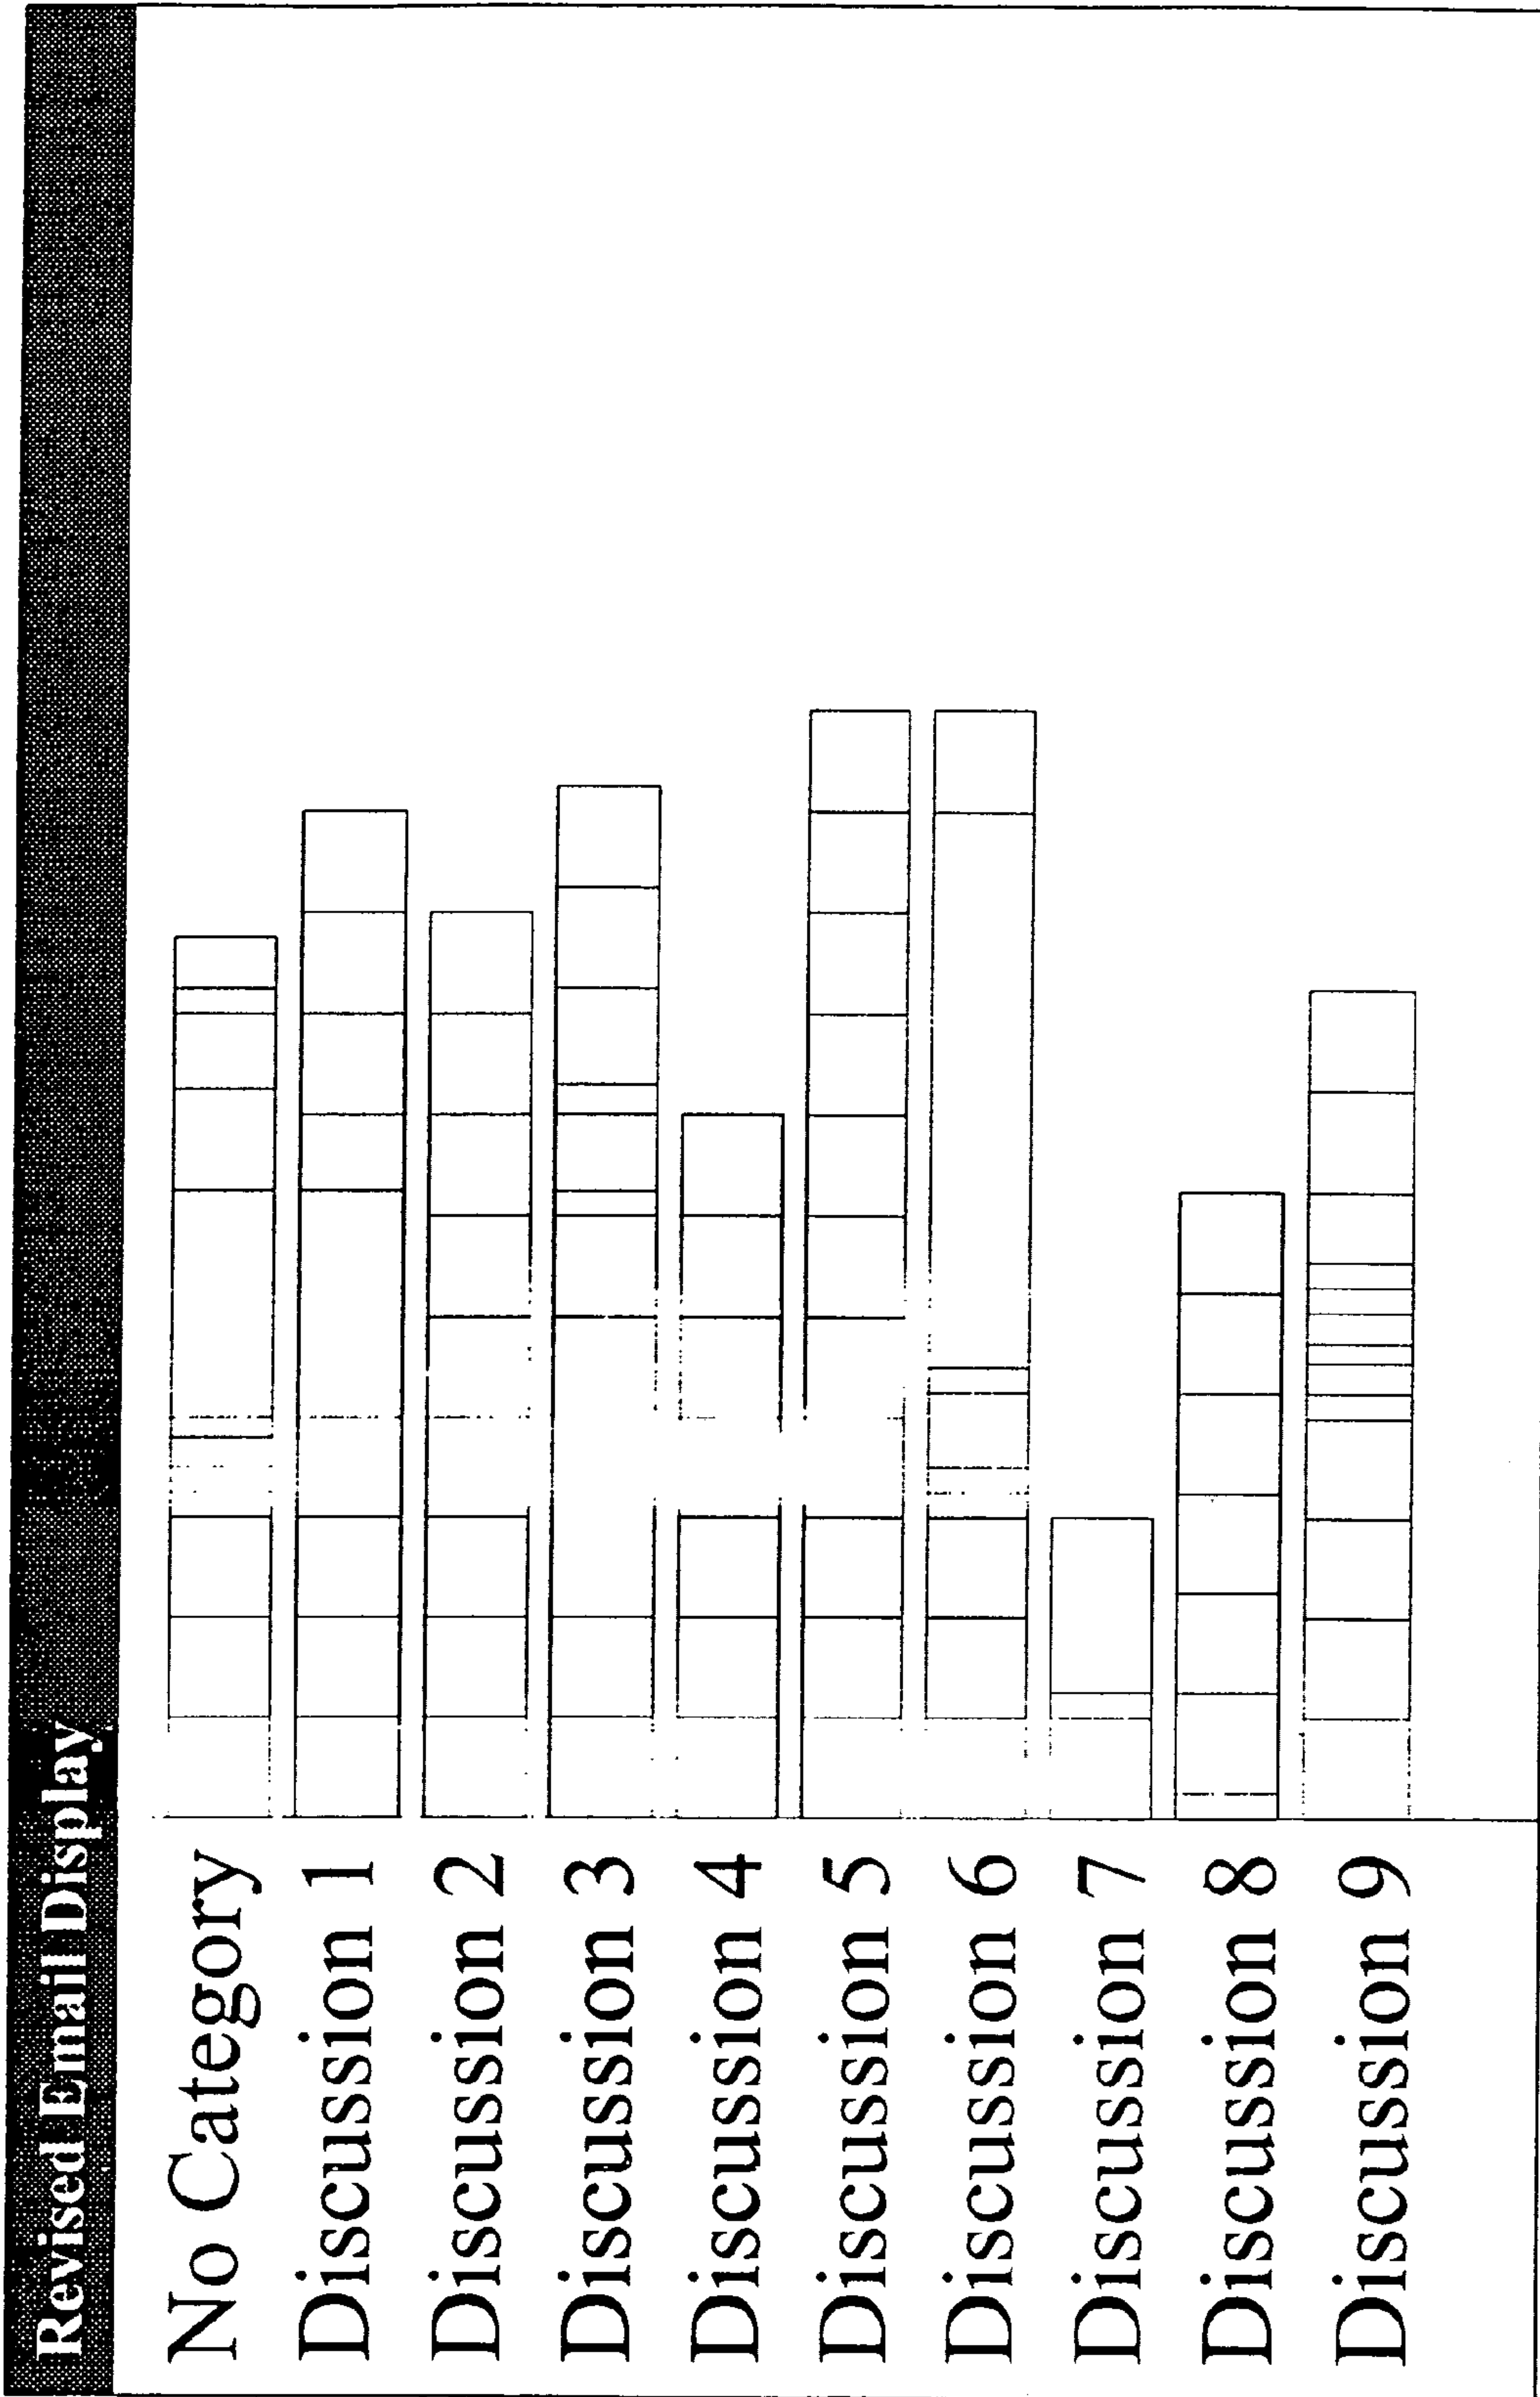 Revised Email Display
No Category
Discussion 1
Discussion 2
Discussion 3
Discussion 4
Discussion 5
Discussion 6
Discussion 7
Discussion 8
Discussion 9